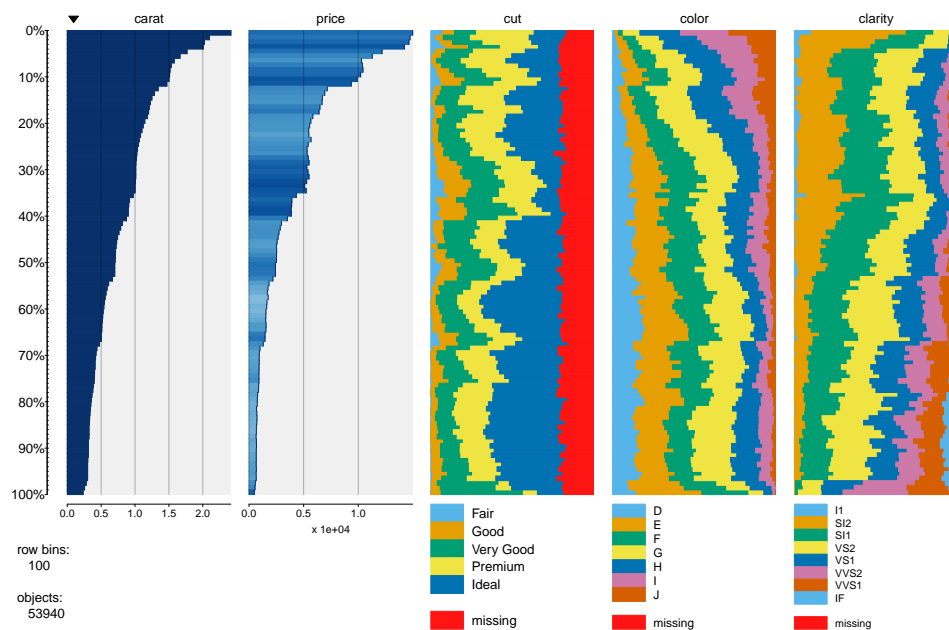 carat price cut color clarity
0%
10%
20%
30%
40%
50%
60%
70%
80%
90%
100%
0.0 0.5 1.0 1.5 2.0 0.0 0.5 1.0
x 1e+04
Fair
Good
Very Good
Premium
Ideal
missing
D
E
F
G
H
I
J
missing
I1
SI2
SI1
VS2
VS1
VVS2
VVS1
IF
missing
row bins:
100
objects:
53940